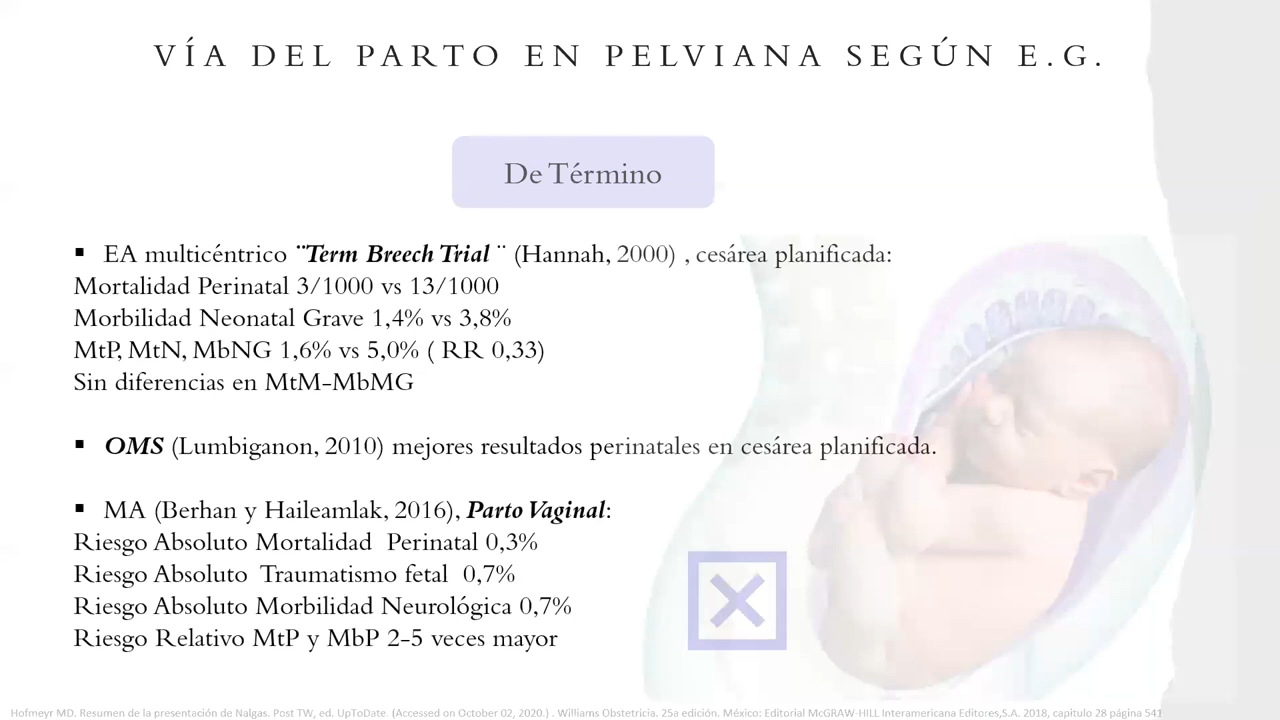 VÍA DEL PARTO EN PELVIANA SEGÚN E.G.
De Término
▪ EA multicéntrico ¨Term Breech Trial ¨ (Hannah, 2000) , cesárea planificada:
Mortalidad Perinatal 3/1000 vs 13/1000
Morbilidad Neonatal Grave 1,4% vs 3,8%
MtP, MtN, MbNG 1,6% vs 5,0% ( RR 0,33)
Sin diferencias en MtM-MbMG
▪ OMS (Lumbiganon, 2010) mejores resultados perinatales en cesárea planificada.
▪ MA (Berhan y Haileamlak, 2016), Parto Vaginal:
Riesgo Absoluto Mortalidad Perinatal 0,3%
Riesgo Absoluto Traumatismo fetal 0,7%
Riesgo Absoluto Morbilidad Neurológica 0,7%
Riesgo Relativo MtP y MbP 2-5 veces mayor
Hofmeyr MD. Resumen de la presentación de Nalgas. Post TW, ed. UpToDate. (Accessed on October 02, 2020.) . Williams Obstetricia. 25a edición. México: Editorial McGRAW-HILL Interamericana Editores,S.A. 2018, capitulo 28 página 541